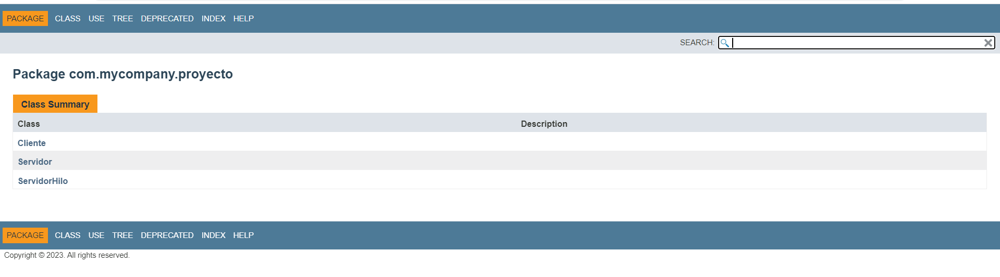 PACKAGE CLASS USE TREE DEPRECATED INDEX HELP
SEARCH:
Package com.mycompany.proyecto
Class Summary
Class Description
Cliente
Servidor
ServidorHilo
PACKAGE CLASS USE TREE DEPRECATED INDEX HELP
Copyright © 2023. All rights reserved.